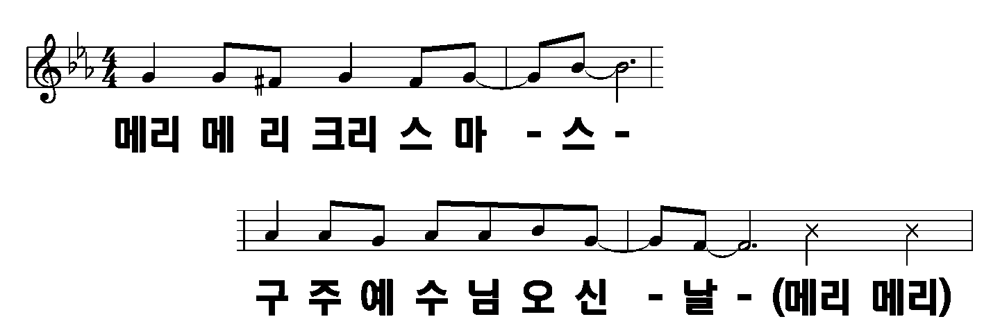 메리 메 리 크리 스 마 - 스 -
구 주 예 수 님 오 신 - 날 - (메리 메리)